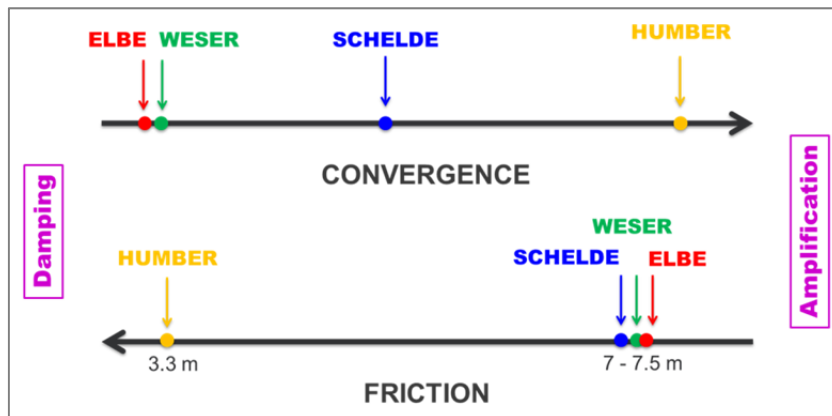 ELBE WESER SCHELDE HUMBER
CONVERGENCE
Damping
Amplification
WESER
HUMBER SCHELDE ELBE
3.3 m 7 - 7.5 m
FRICTION